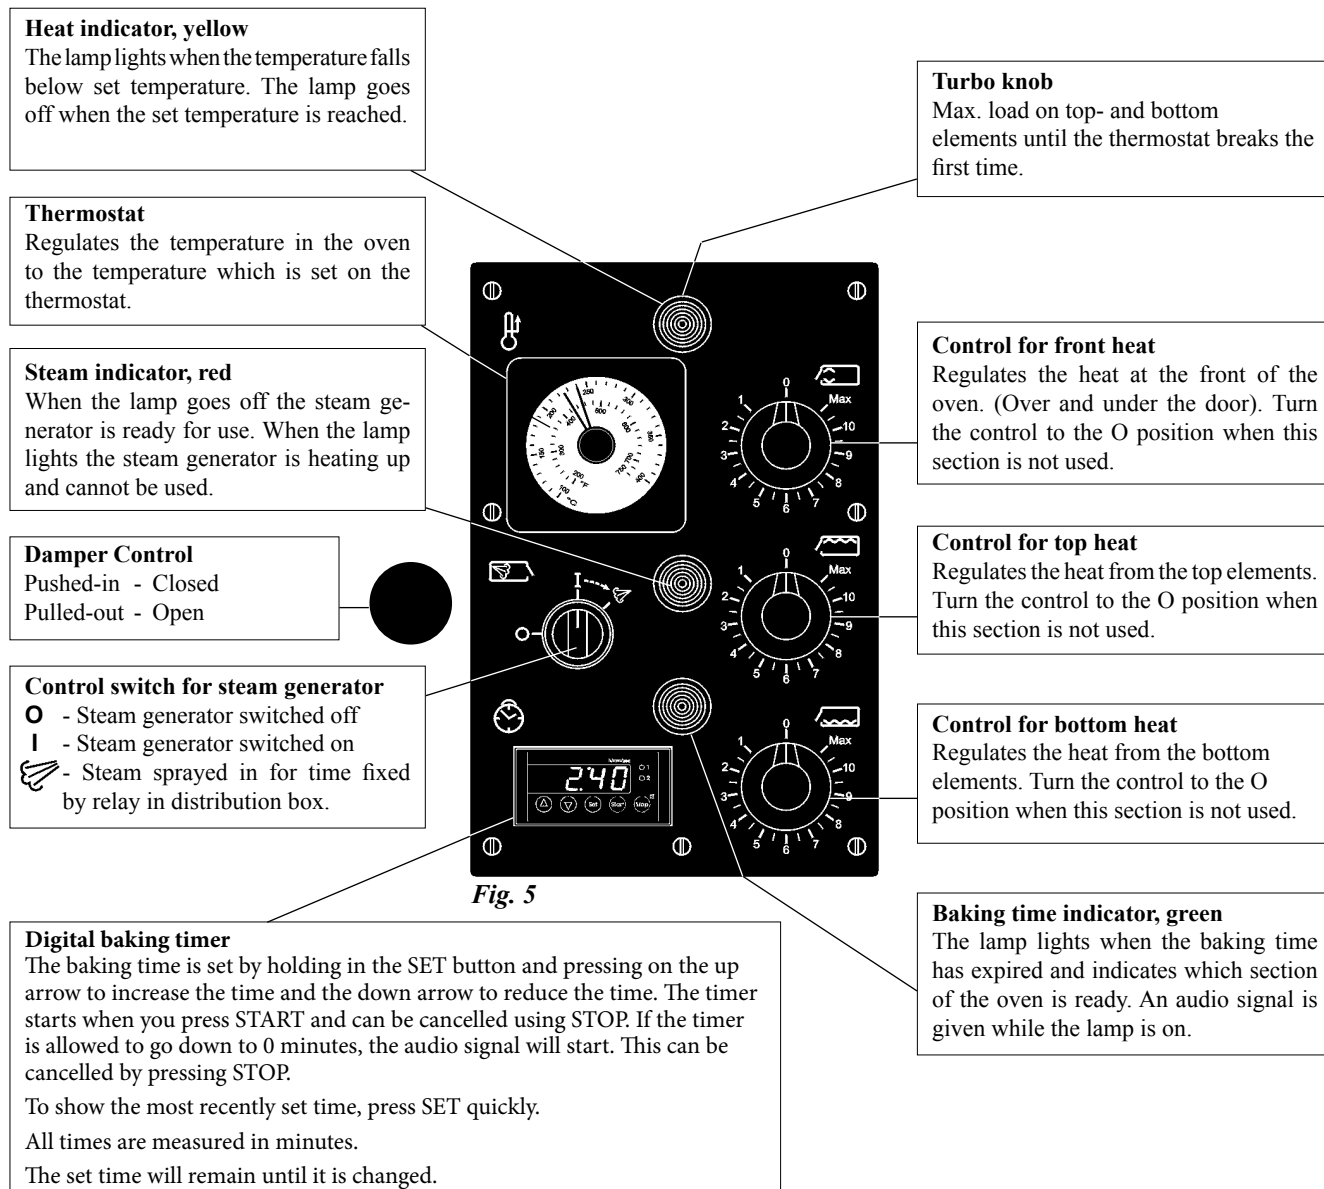 Heat indicator, yellow
The lamp lights when the temperature falls
below set temperature. The lamp goes
off when the set temperature is reached.
Turbo knob
Max. load on top- and bottom
elements until the thermostat breaks the
first time.
Thermostat
Regulates the temperature in the oven
to the temperature which is set on the
thermostat.
Steam indicator, red
When the lamp goes off the steam ge-
nerator is ready for use. When the lamp
lights the steam generator is heating up
and cannot be used.
Damper Control
Pushed-in - Closed
Pulled-out - Open
Control switch for steam generator
O - Steam generator switched off
I - Steam generator switched on
- Steam sprayed in for time fixed
by relay in distribution box.
100 150 200 250 300 350 400
°C
200 300 400 500 600 700 750
°F
I
O
h/min/sec
2:40
1
2
Set Start Stop
0 1 2 3 4 5 6 7 8 9 10 Max
0 1 2 3 4 5 6 7 8 9 10 Max
0 1 2 3 4 5 6 7 8 9 10 Max
Fig. 5
Control for front heat
Regulates the heat at the front of the
oven. (Over and under the door). Turn
the control to the O position when this
section is not used.
Control for top heat
Regulates the heat from the top elements.
Turn the control to the O position when
this section is not used.
Control for bottom heat
Regulates the heat from the bottom
elements. Turn the control to the O
position when this section is not used.
Baking time indicator, green
The lamp lights when the baking time
has expired and indicates which section
of the oven is ready. An audio signal is
given while the lamp is on.
Digital baking timer
The baking time is set by holding in the SET button and pressing on the up
arrow to increase the time and the down arrow to reduce the time. The timer
starts when you press START and can be cancelled using STOP. If the timer
is allowed to go down to 0 minutes, the audio signal will start. This can be
cancelled by pressing STOP.
To show the most recently set time, press SET quickly.
All times are measured in minutes.
The set time will remain until it is changed.